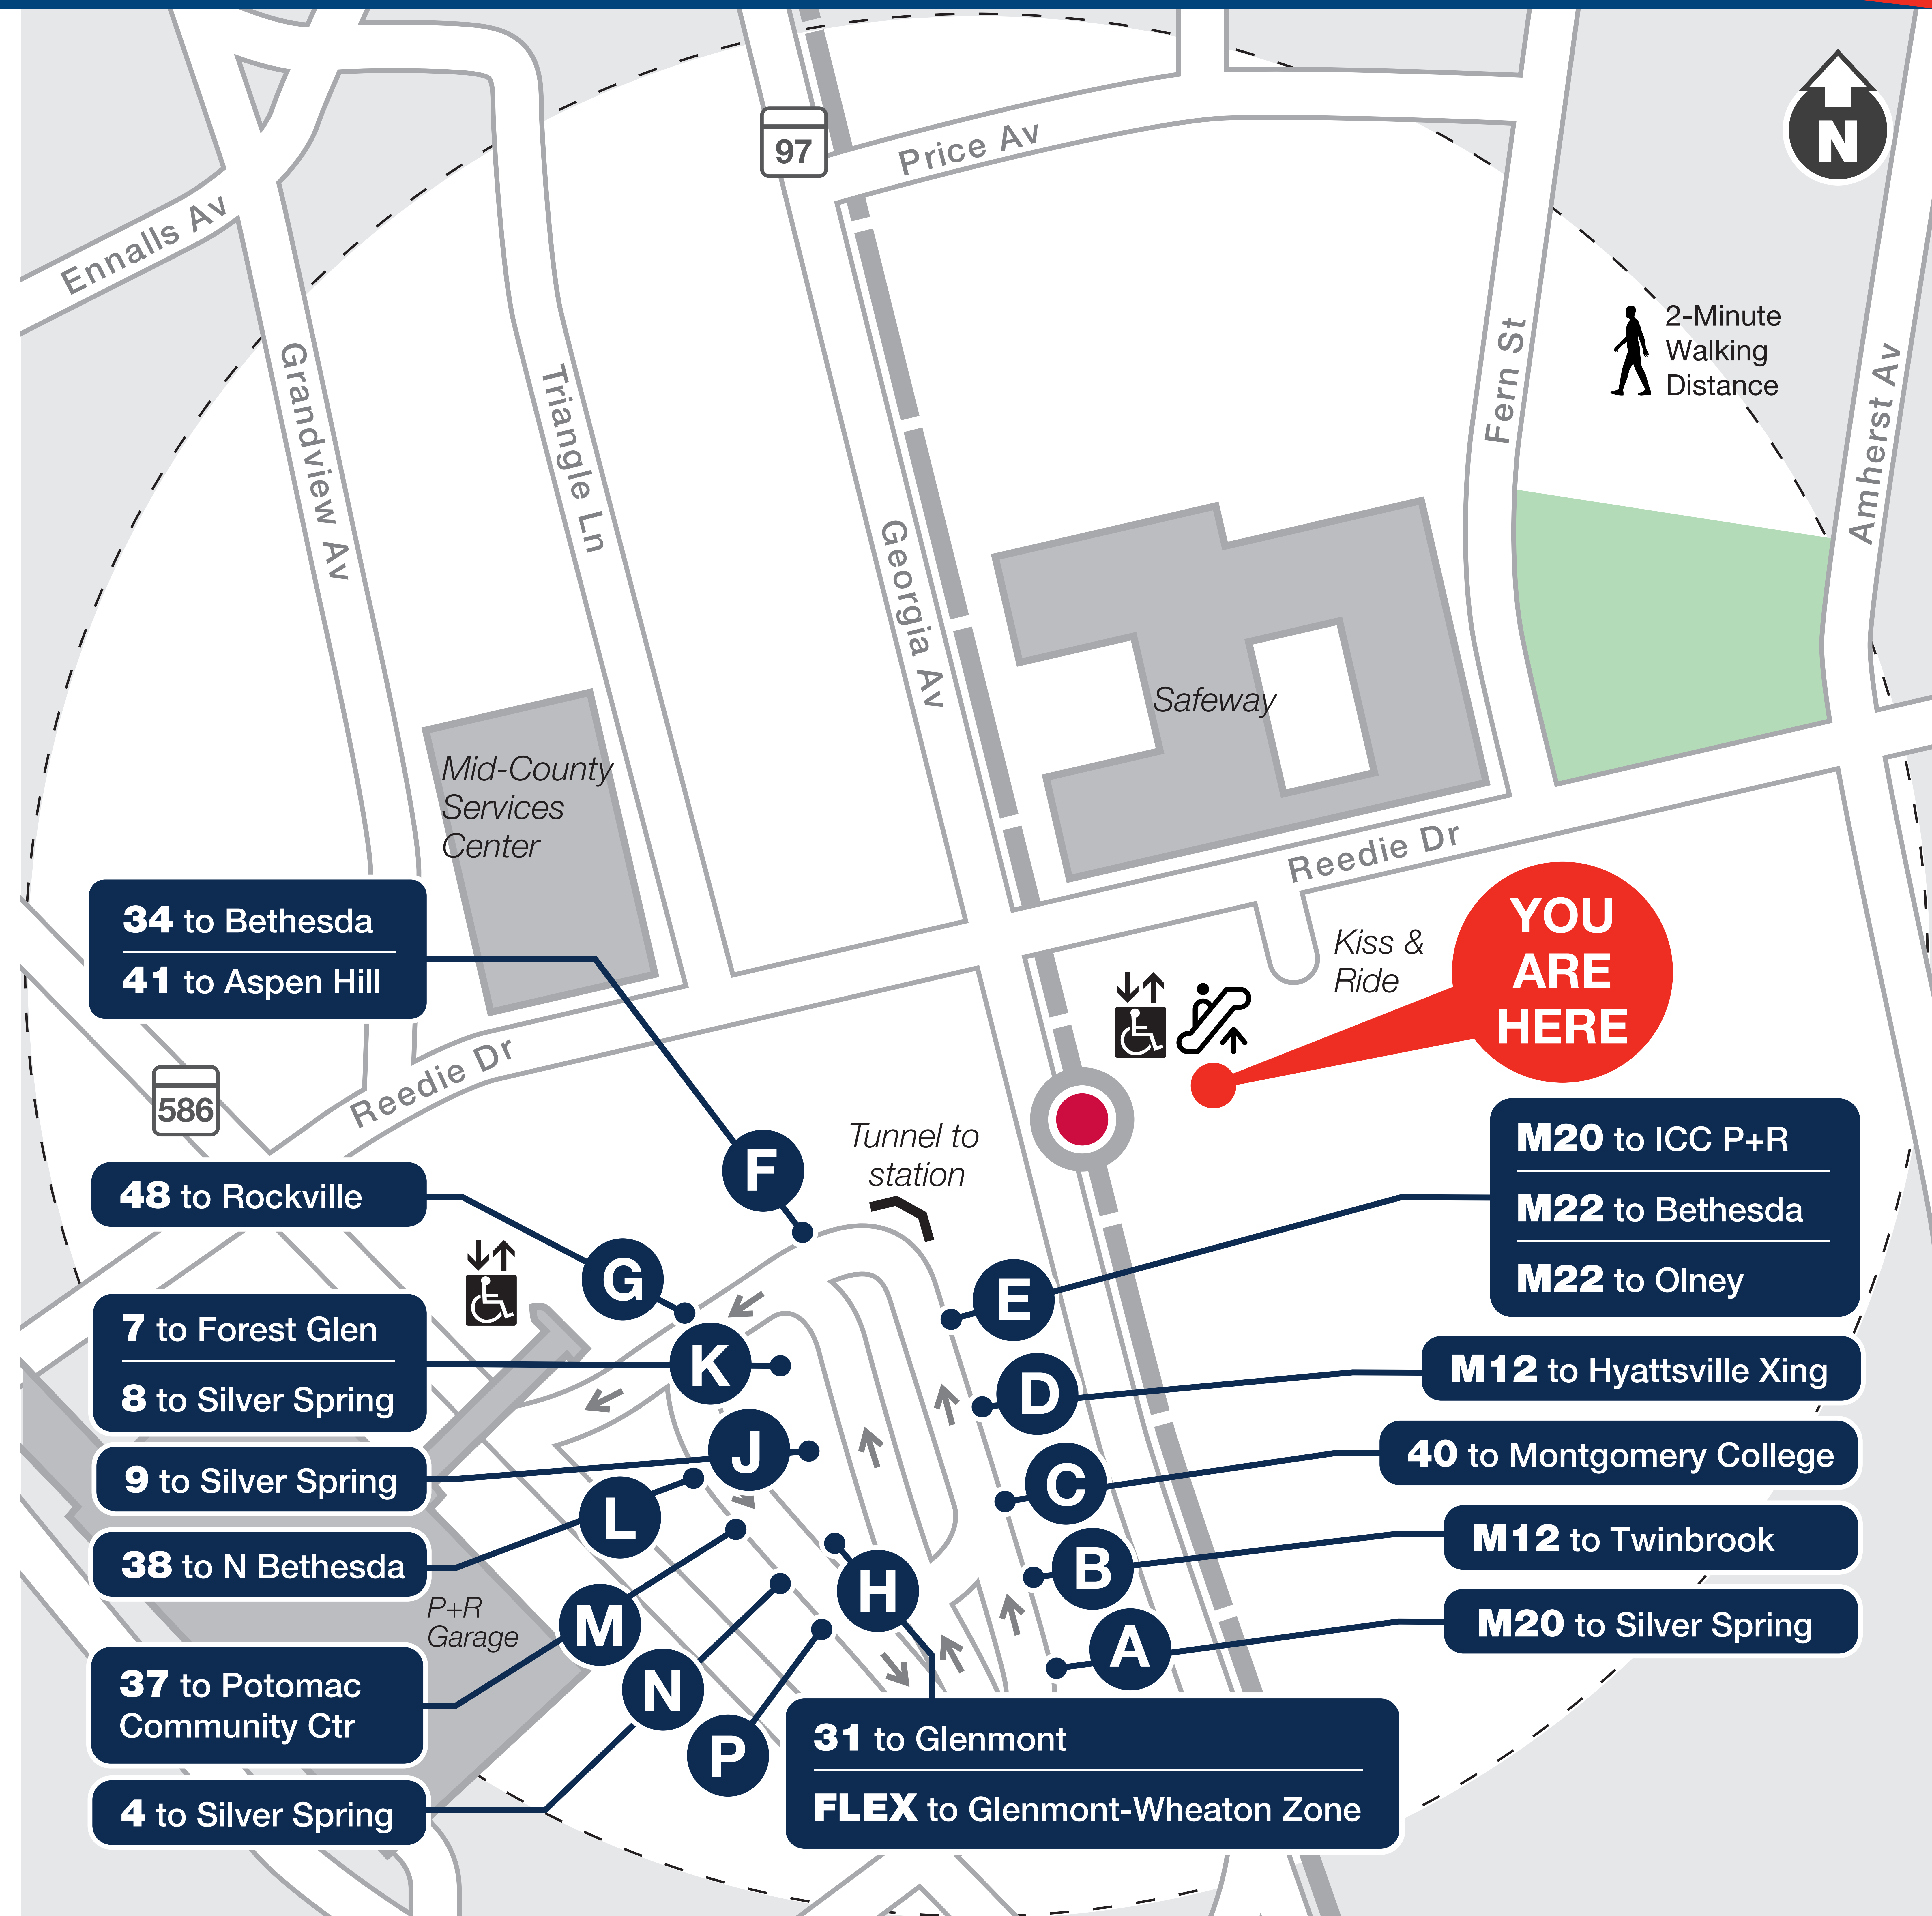 97
Price Av
N
Ennalls Av
2-Minute
Walking
Distance
Fern St
Amherst Av
Grandview Av
Triangle Ln
Georgia Av
Safeway
Mid-County
Services
Center
Reedie Dr
34 to Bethesda
41 to Aspen Hill
Kiss &
Ride
YOU
ARE
HERE
586
Reedie Dr
Tunnel to
station
F
48 to Rockville
M20 to ICC P+R
M22 to Bethesda
M22 to Olney
G
E
7 to Forest Glen
8 to Silver Spring
K
D
M12 to Hyattsville Xing
9 to Silver Spring
J
C
40 to Montgomery College
38 to N Bethesda
L
B
M12 to Twinbrook
P+R
Garage
M
H
A
M20 to Silver Spring
37 to Potomac
Community Ctr
N
P
31 to Glenmont
FLEX to Glenmont-Wheaton Zone
4 to Silver Spring